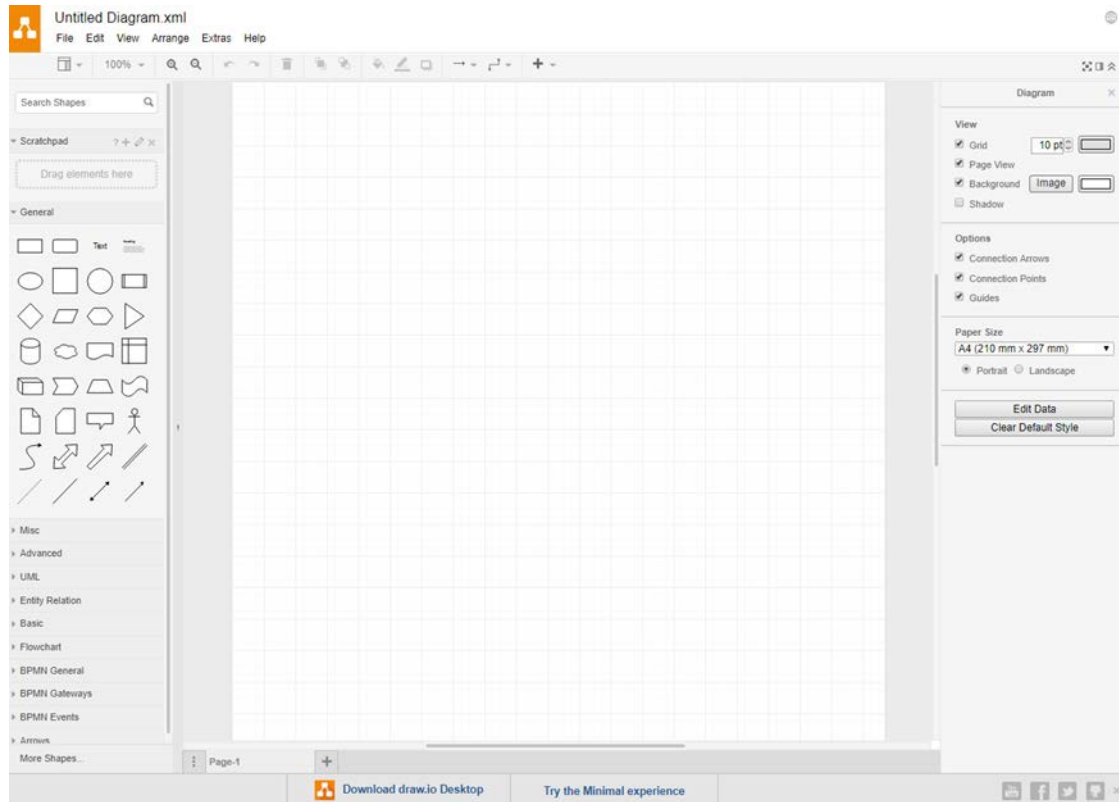 Untitled Diagram.xml
File Edit View Arrange Extras Help
100%
Search Shapes
Scratchpad
Drag elements here
General
Text
Misc
Advanced
UML
Entity Relation
Basic
Flowchart
BPMN General
BPMN Gateways
BPMN Events
Arrows
More Shapes...
Page-1
Diagram
View
Grid 10 pt
Page View
Background Image
Shadow
Options
Connection Arrows
Connection Points
Guides
Paper Size
A4 (210 mm x 297 mm)
Portrait Landscape
Edit Data
Clear Default Style
Download draw.io Desktop Try the Minimal experience